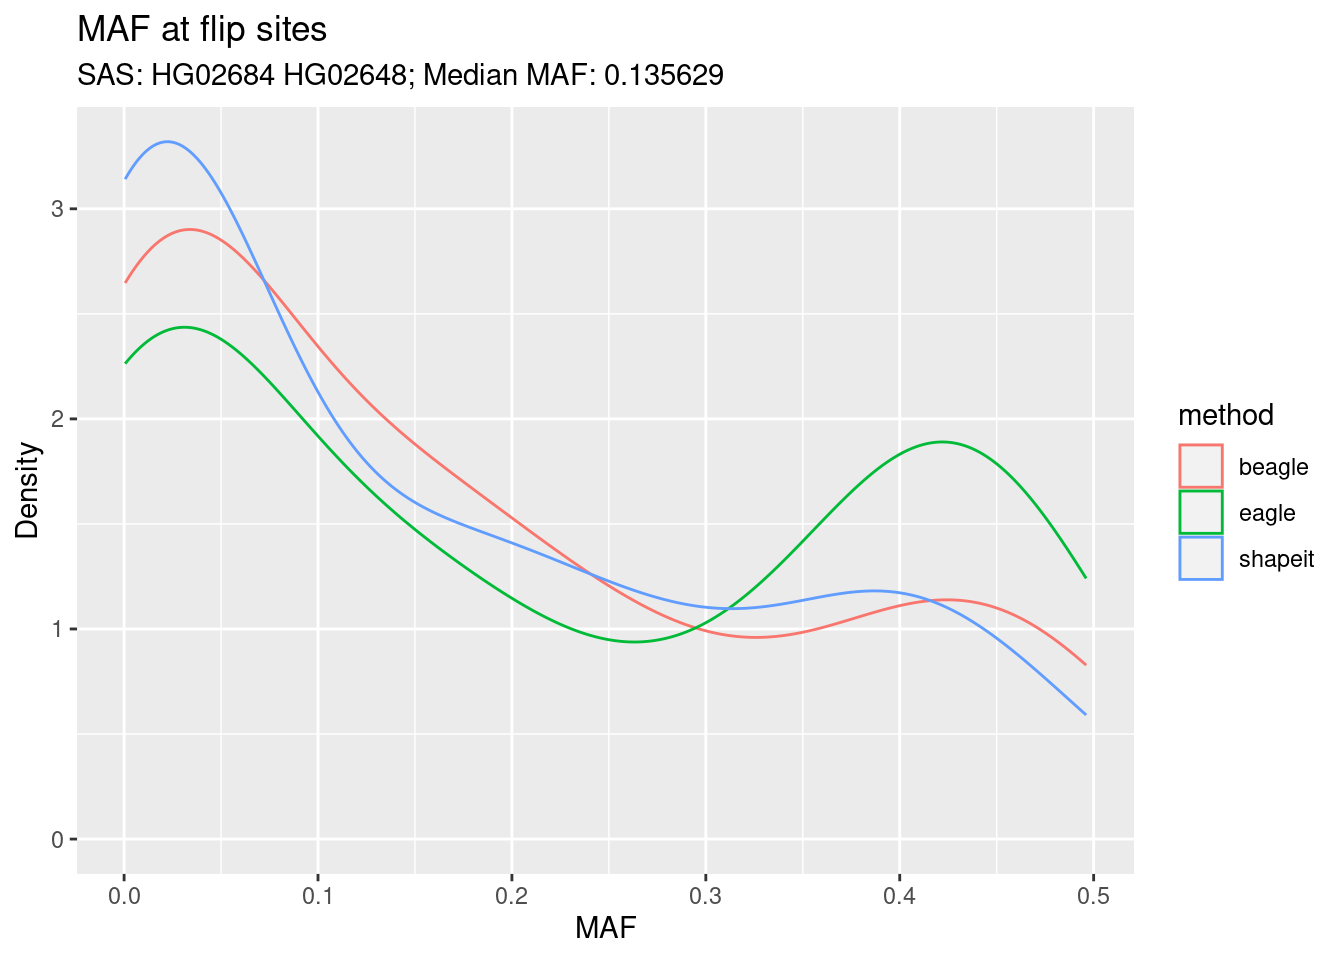 MAF at flip sites
SAS: HG02684 HG02648; Median MAF: 0.135629
Density
3
2
1
0
0.0 0.1 0.2 0.3 0.4 0.5
MAF
method
beagle
eagle
shapeit